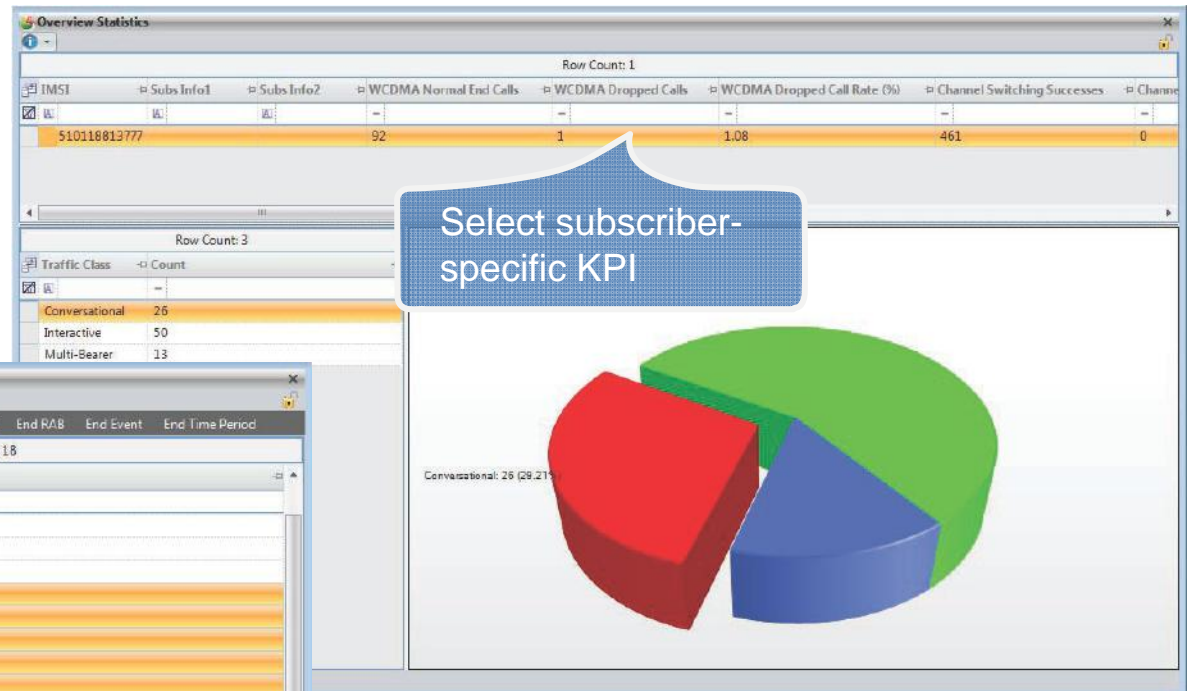 Overview Statistics
Row Count: 1
IMSI Subs Info1 Subs Info2 WCDMA Normal End Calls WCDMA Dropped Calls WCDMA Dropped Call Rate (%) Channel Switching Successes Channe
510118813777 92 1 1.08 461 0
Select subscriber-
specific KPI
Row Count: 3
Traffic Class Count
Conversational 26
Interactive 50
Multi-Bearer 13
Conversational: 26 (29.21%)
End RAB End Event End Time Period
18